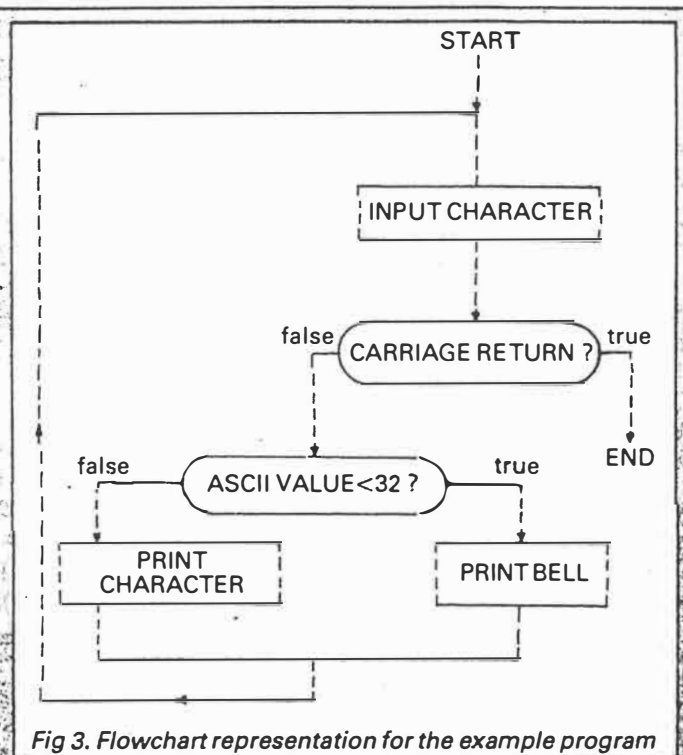 START
INPUT CHARACTER
false
true
CARRIAGE RETURN ?
END
false
true
ASCII VALUE<32 ?
PRINT
CHARACTER
PRINT BELL
Fig 3. Flowchart representation for the example program